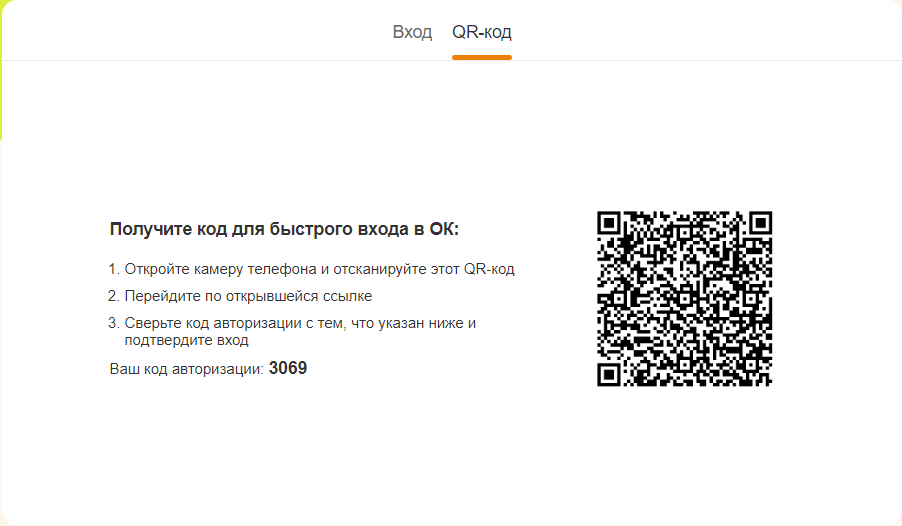 Вход QR-код
Получите код для быстрого входа в ОК:
1. Откройте камеру телефона и отсканируйте этот QR-код
2. Перейдите по открывшейся ссылке
3. Сверьте код авторизации с тем, что указан ниже и
подтвердите вход
Ваш код авторизации: 3069